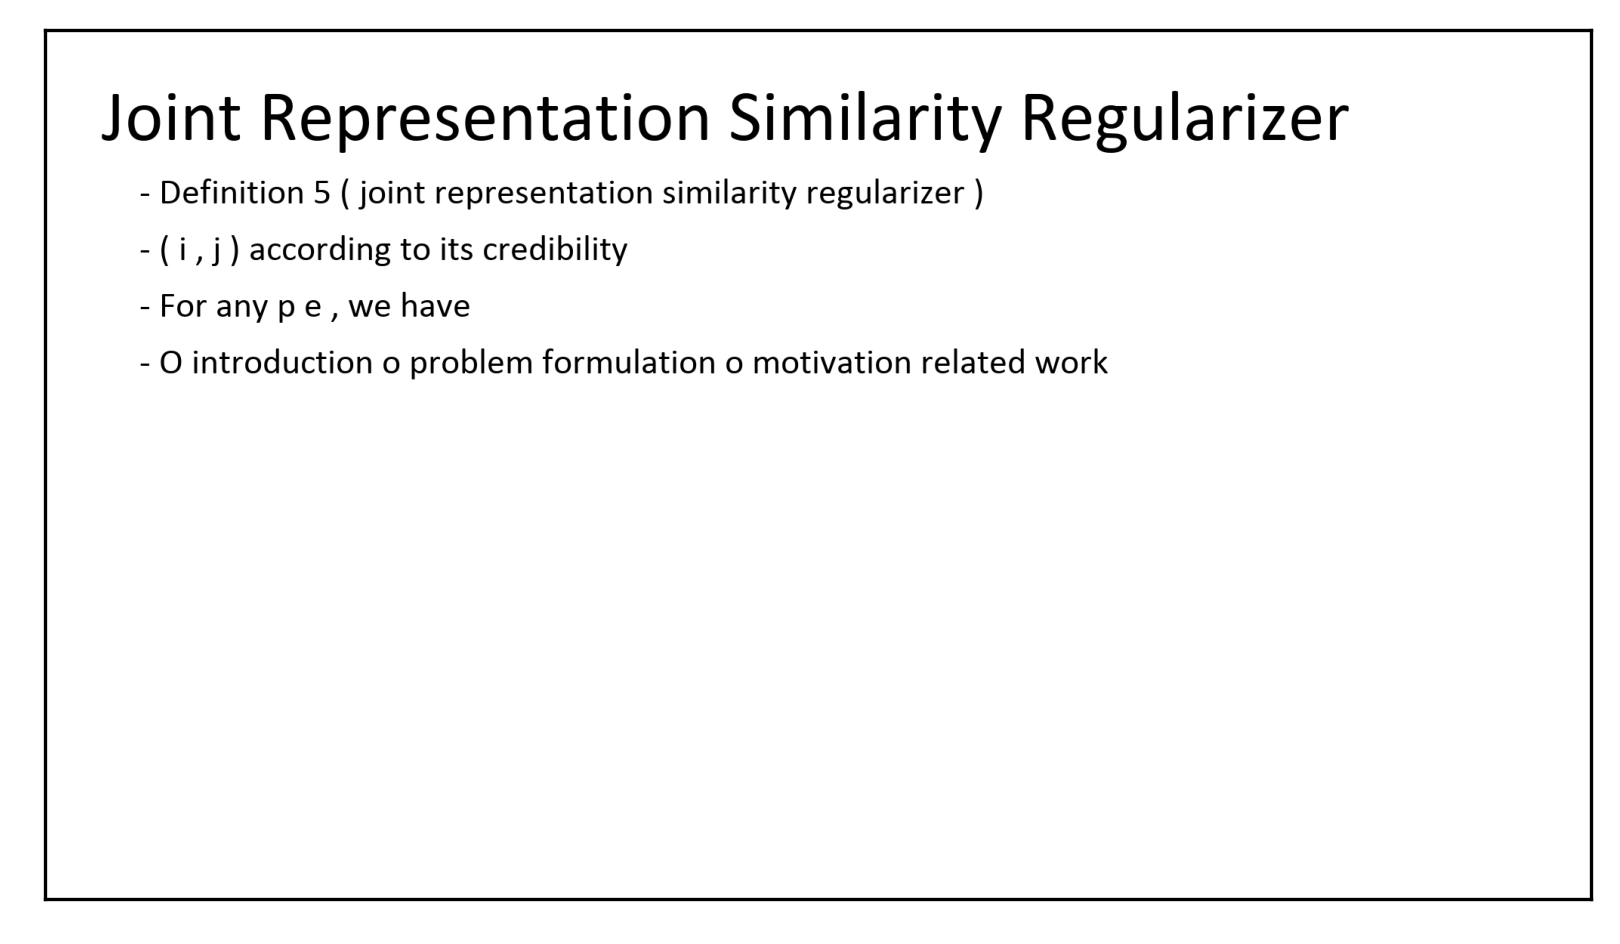 Joint Representation Similarity Regularizer
- Definition 5 ( joint representation similarity regularizer )
- ( i , j ) according to its credibility
- For any p e , we have
- O introduction o problem formulation o motivation related work